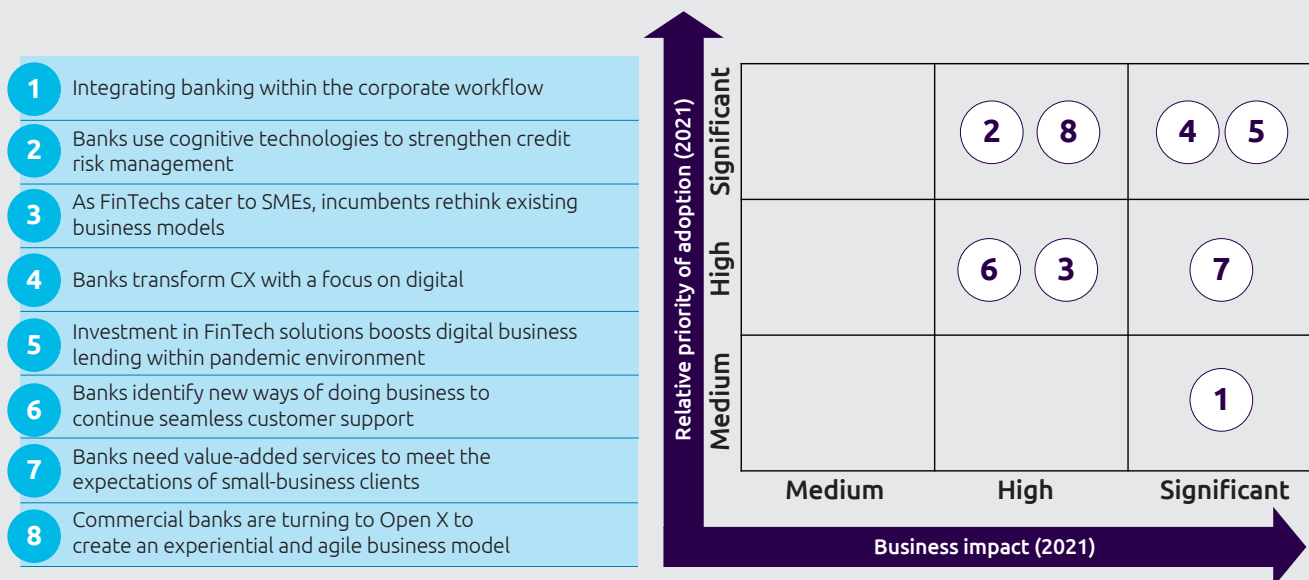 1
Integrating banking within the corporate workflow
2
Banks use cognitive technologies to strengthen credit
risk management
3
As FinTechs cater to SMEs, incumbents rethink existing
business models
4
Banks transform CX with a focus on digital
5
Investment in FinTech solutions boosts digital business
lending within pandemic environment
6
Banks identify new ways of doing business to
continue seamless customer support
7
Banks need value-added services to meet the
expectations of small-business clients
8
Commercial banks are turning to Open X to
create an experiential and agile business model
Relative priority of adoption (2021)
Significant
High
Medium
2 8 4 5
6 3 7
1
Medium High Significant
Business impact (2021)